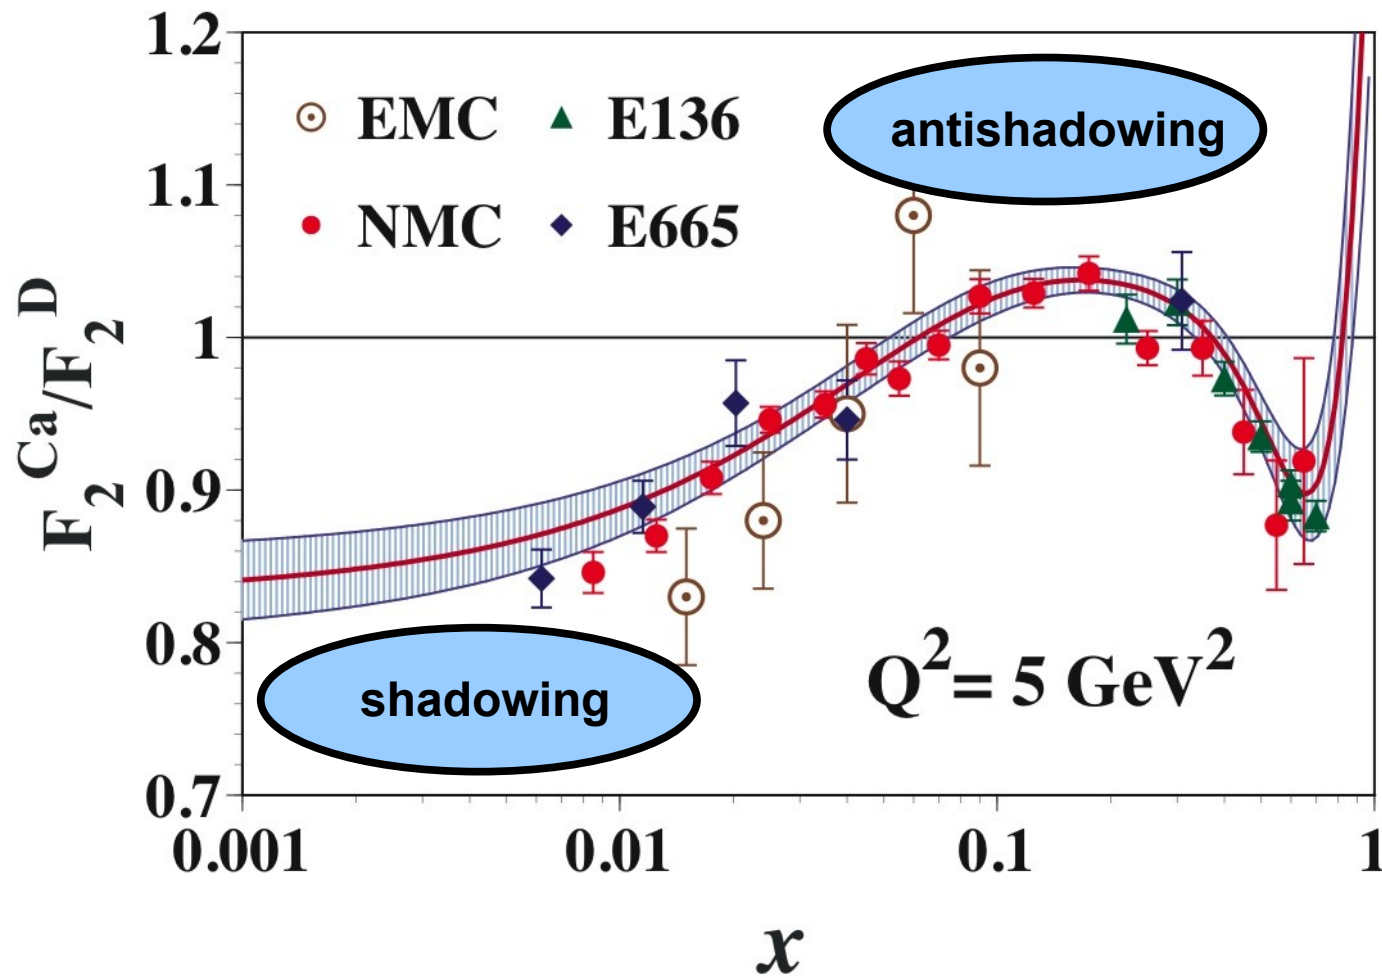 1.2
1.1
1
0.9
0.8
0.7
F₂ᶜᵃ/F₂ᴰ
EMC
E136
NMC
E665
antishadowing
shadowing
Q² = 5 GeV²
0.001
0.01
0.1
1
x